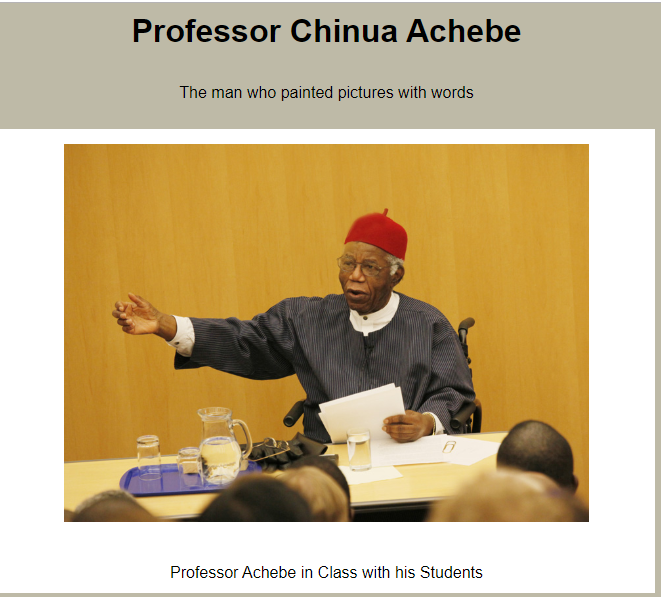 Professor Chinua Achebe
The man who painted pictures with words
Professor Achebe in Class with his Students